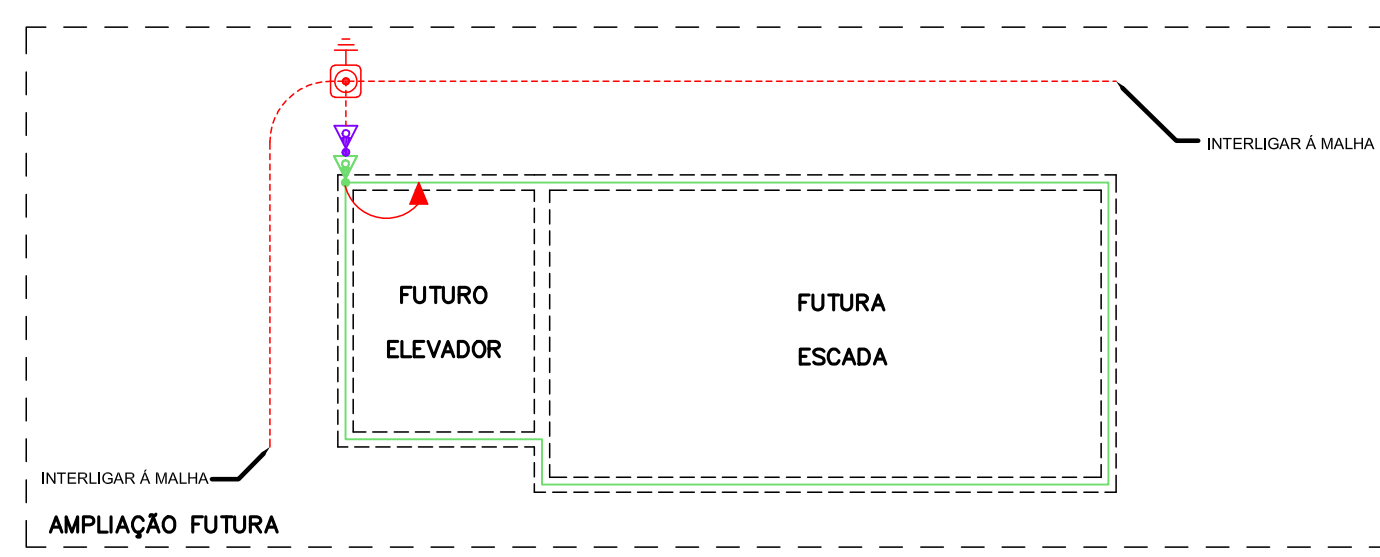 INTERLIGAR Á MALHA
FUTURO
ELEVADOR
FUTURA
ESCADA
INTERLIGAR Á MALHA
AMPLIAÇÃO FUTURA